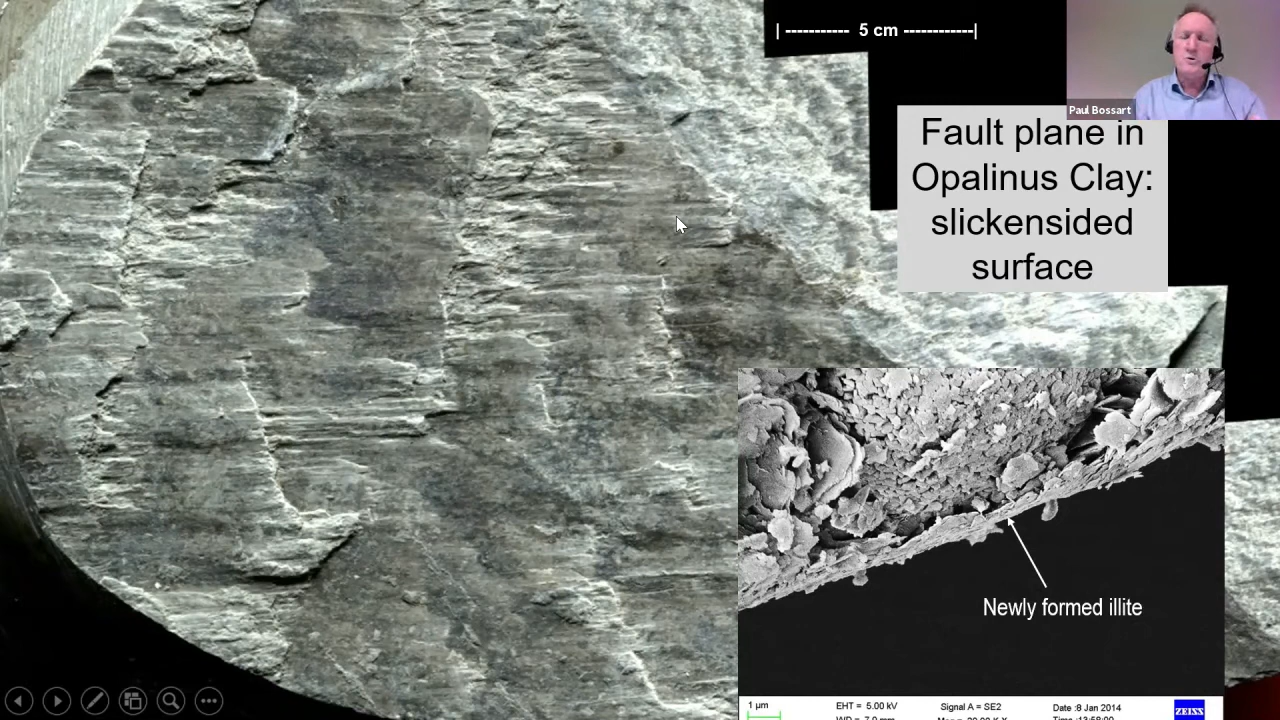 | ----------- 5 cm ------------|
Paul Bossart
Fault plane in
Opalinus Clay:
slickensided
surface
Newly formed illite
1 µm
EHT = 5.00 kV
Signal A = SE2
Date :8 Jan 2014
ZEISS